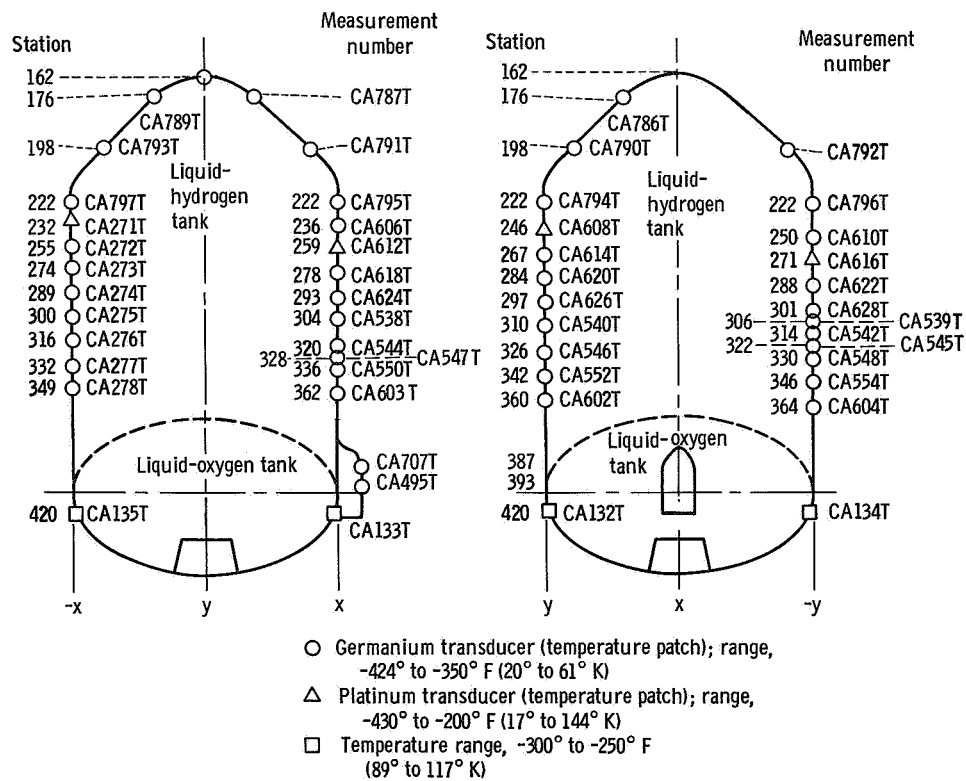 Station
Measurement
number
162
176
CA787T
CA789T
198
CA793T
CA791T
Liquid-
hydrogen
tank
222
CA797T
232
CA271T
255
CA272T
274
CA273T
289
CA274T
300
CA275T
316
CA276T
332
CA277T
349
CA278T
222
CA795T
236
CA606T
259
CA612T
278
CA618T
293
CA624T
304
CA538T
320
CA544T
328
CA547T
336
CA550T
362
CA603T
Liquid-oxygen tank
CA707T
CA495T
420
CA135T
CA133T
-x
y
x
Station
Measurement
number
162
176
CA786T
198
CA790T
CA792T
Liquid-
hydrogen
tank
222
CA794T
246
CA608T
267
CA614T
284
CA620T
297
CA626T
310
CA540T
326
CA546T
342
CA552T
360
CA602T
222
CA796T
250
CA610T
271
CA616T
288
CA622T
301
CA628T
306
CA539T
314
CA542T
322
CA545T
330
CA548T
346
CA554T
364
CA604T
Liquid-oxygen
tank
387
393
420
CA132T
CA134T
y
x
-y
Germanium transducer (temperature patch); range,
-424° to -350° F (20° to 61° K)
Platinum transducer (temperature patch); range,
-430° to -200° F (17° to 144° K)
Temperature range, -300° to -250° F
(89° to 117° K)